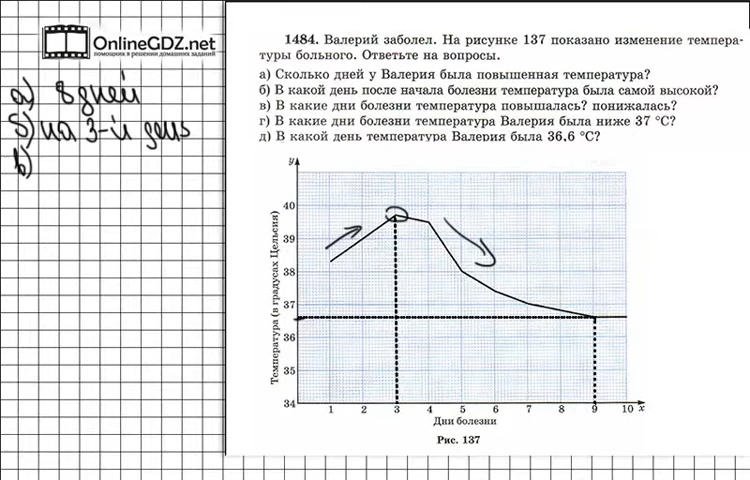 OnlineGDZ.net
помощник в решении домашних заданий
а) 8 дней
б) на 3-й день
в)
1484. Валерий заболел. На рисунке 137 показано изменение темпера-
туры больного. Ответьте на вопросы.
а) Сколько дней у Валерия была повышенная температура?
б) В какой день после начала болезни температура была самой высокой?
в) В какие дни болезни температура повышалась? понижалась?
г) В какие дни болезни температура Валерия была ниже 37 °C?
д) В какой день температура Валерия была 36,6 °C?
y
40
39
38
37
36
35
34
Температура (в градусах Цельсия)
1 2 3 4 5 6 7 8 9 10 x
Дни болезни
Рис. 137